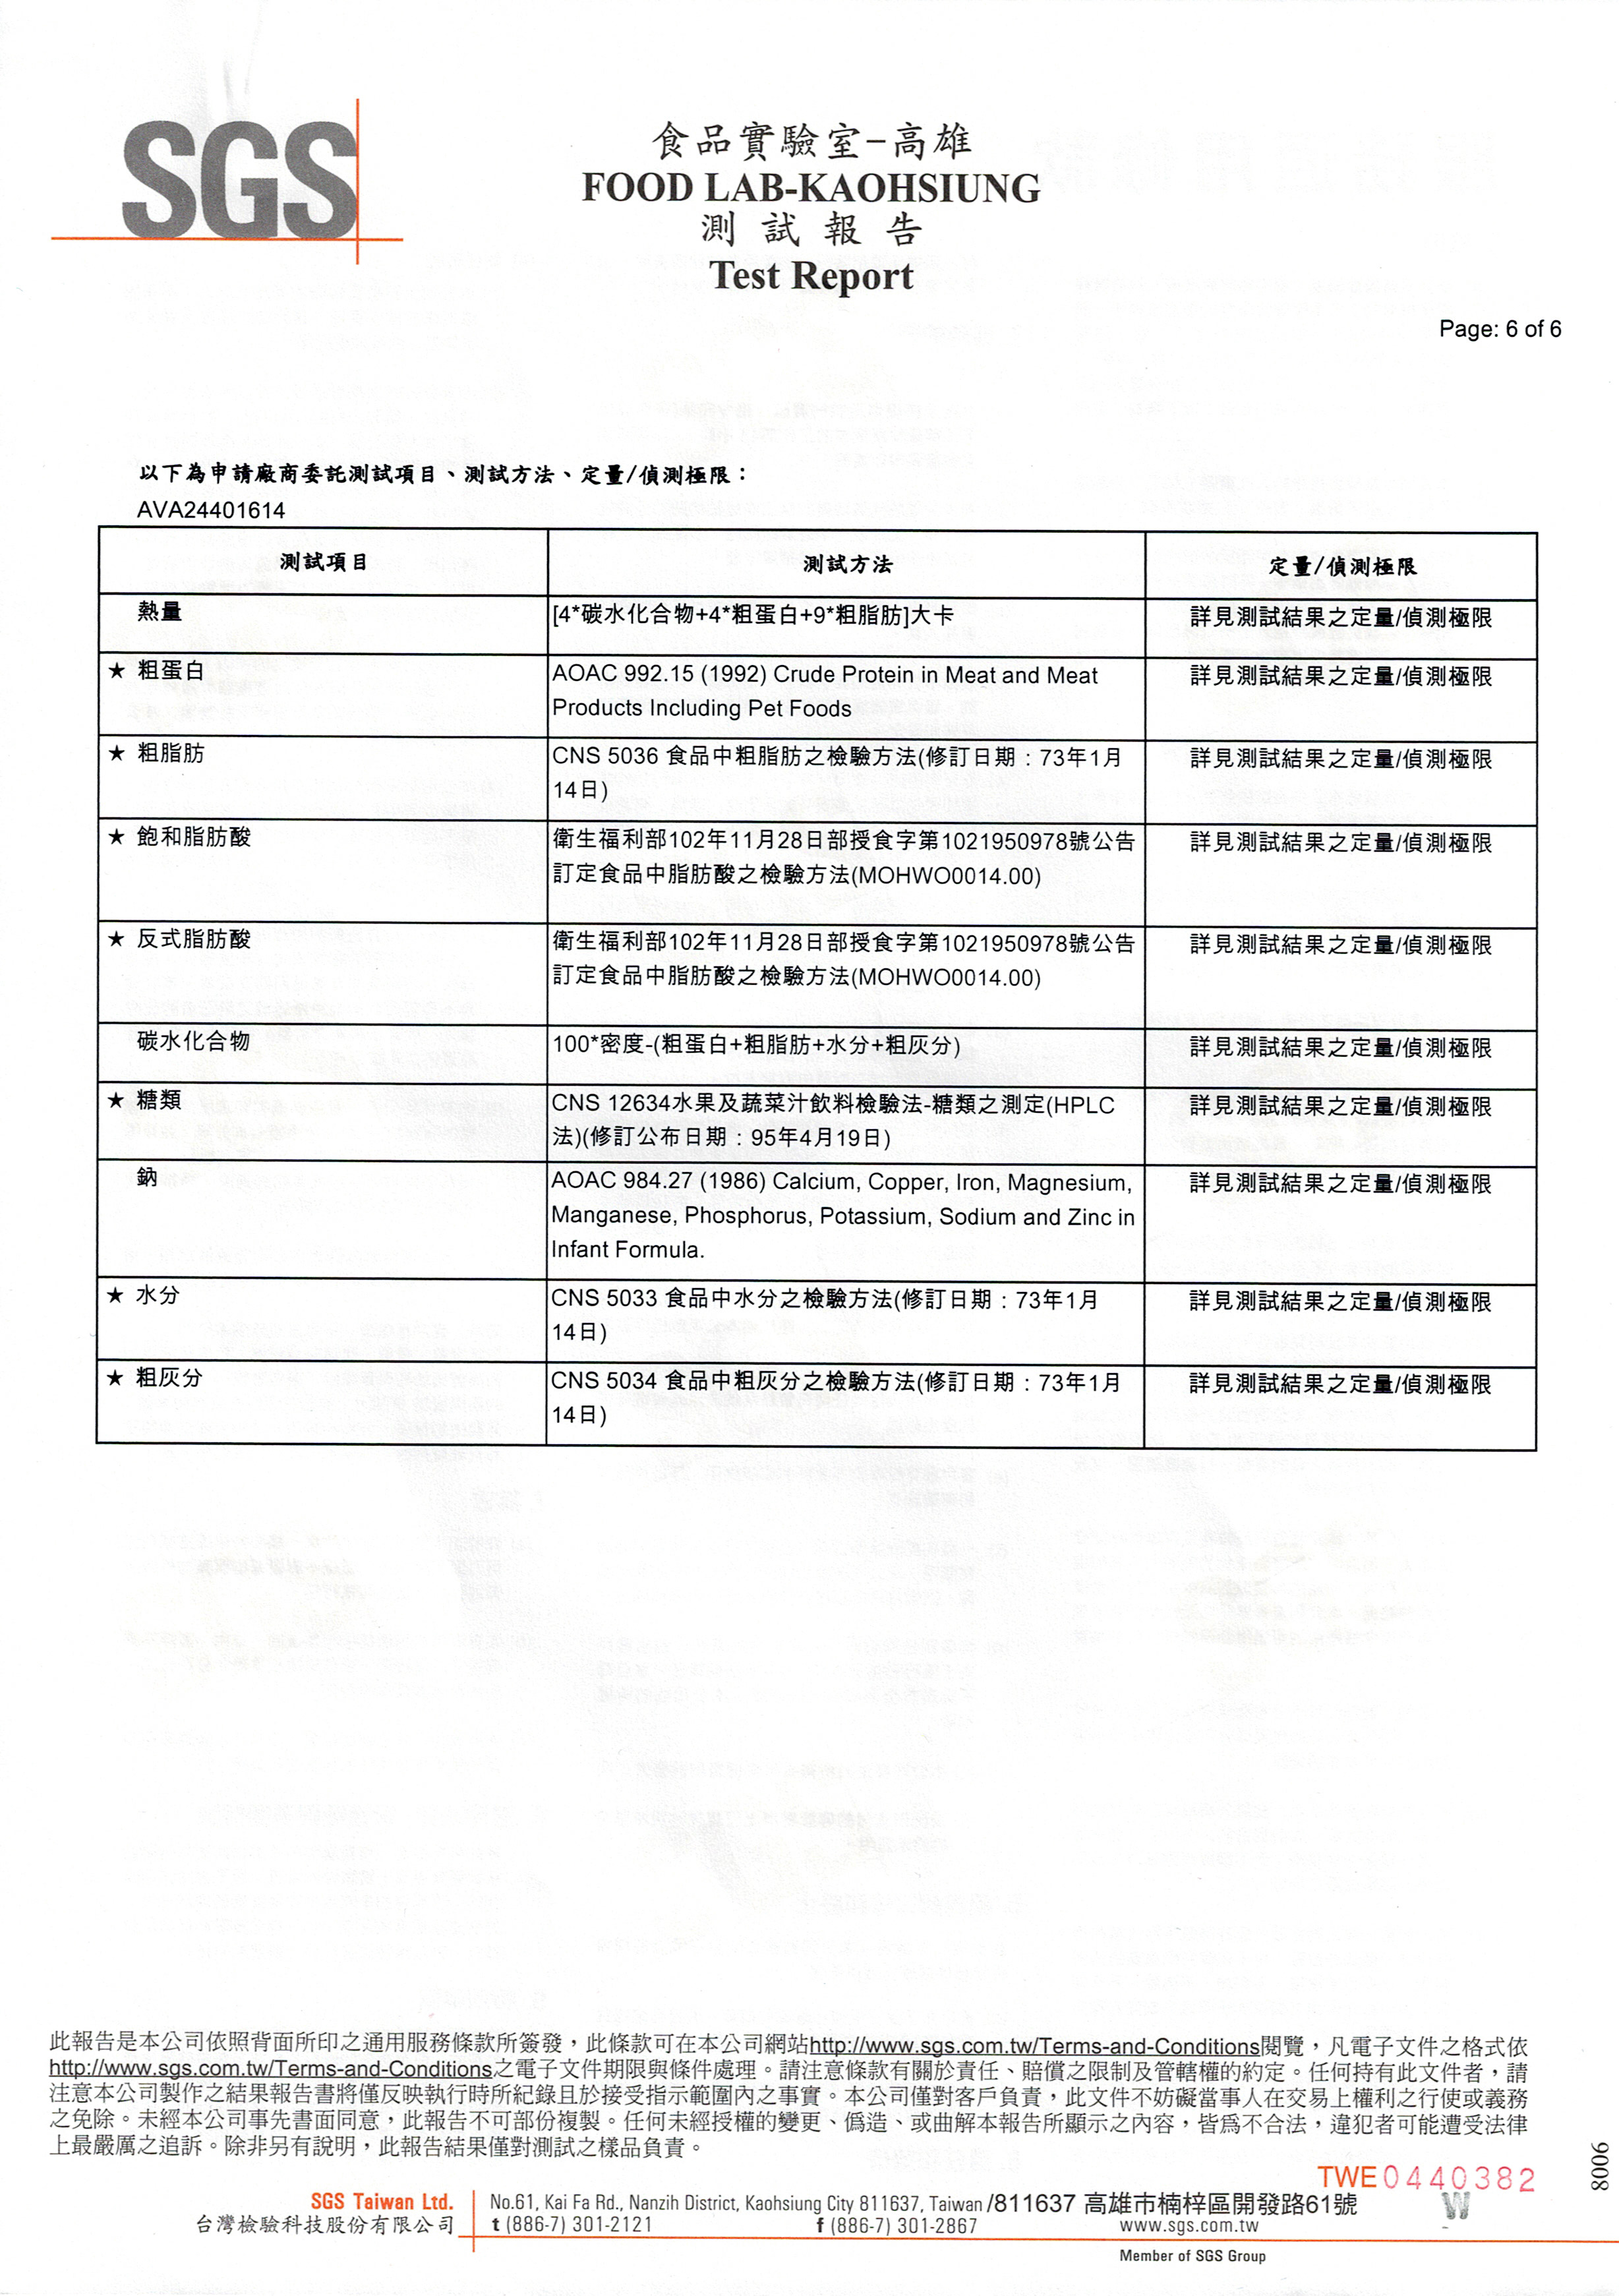 SGS
食品實驗室-高雄
FOOD LAB-KAOHSIUNG
測試報告
Test Report
Page: 6 of 6
以下為申請廠商委託測試項目、測試方法、定量/偵測極限：
AVA24401614
測試項目 測試方法 定量/偵測極限
熱量 [4*碳水化合物+4*粗蛋白+9*粗脂肪]大卡 詳見測試結果之定量/偵測極限
★ 粗蛋白 AOAC 992.15 (1992) Crude Protein in Meat and Meat 詳見測試結果之定量/偵測極限
Products Including Pet Foods
★ 粗脂肪 CNS 5036 食品中粗脂肪之檢驗方法(修訂日期：73年1月 詳見測試結果之定量/偵測極限
14日)
★ 飽和脂肪酸 衛生福利部102年11月28日部授食字第1021950978號公告 詳見測試結果之定量/偵測極限
訂定食品中脂肪酸之檢驗方法(MOHWO0014.00)
★ 反式脂肪酸 衛生福利部102年11月28日部授食字第1021950978號公告 詳見測試結果之定量/偵測極限
訂定食品中脂肪酸之檢驗方法(MOHWO0014.00)
碳水化合物 100*密度-(粗蛋白+粗脂肪+水分+粗灰分) 詳見測試結果之定量/偵測極限
★ 糖類 CNS 12634水果及蔬菜汁飲料檢驗法-糖類之測定(HPLC 詳見測試結果之定量/偵測極限
法)(修訂公布日期：95年4月19日)
鈉 AOAC 984.27 (1986) Calcium, Copper, Iron, Magnesium, 詳見測試結果之定量/偵測極限
Manganese, Phosphorus, Potassium, Sodium and Zinc in
Infant Formula.
★ 水分 CNS 5033 食品中水分之檢驗方法(修訂日期：73年1月 詳見測試結果之定量/偵測極限
14日)
★ 粗灰分 CNS 5034 食品中粗灰分之檢驗方法(修訂日期：73年1月 詳見測試結果之定量/偵測極限
14日)
此報告是本公司依照背面所印之通用服務條款所簽發，此條款可在本公司網站http://www.sgs.com.tw/Terms-and-Conditions閱覽，凡電子文件之格式依
http://www.sgs.com.tw/Terms-and-Conditions之電子文件期限與條件處理。請注意條款有關於責任、賠償之限制及管轄權的約定。任何持有此文件者，請
注意本公司製作之結果報告書將僅反映執行時所紀錄且於接受指示範圍內之事實。本公司僅對客戶負責，此文件不妨礙當事人在交易上權利之行使或義務
之免除。未經本公司事先書面同意，此報告不可部份複製。任何未經授權的變更、偽造、或曲解本報告所顯示之內容，皆爲不合法，違犯者可能遭受法律
上最嚴厲之追訴。除非另有說明，此報告結果僅對測試之樣品負責。
TWE0440382
W
9008
SGS Taiwan Ltd. No.61, Kai Fa Rd., Nanzih District, Kaohsiung City 811637, Taiwan /811637 高雄市楠梓區開發路61號
台灣檢驗科技股份有限公司 t (886-7) 301-2121 f (886-7) 301-2867 www.sgs.com.tw
Member of SGS Group